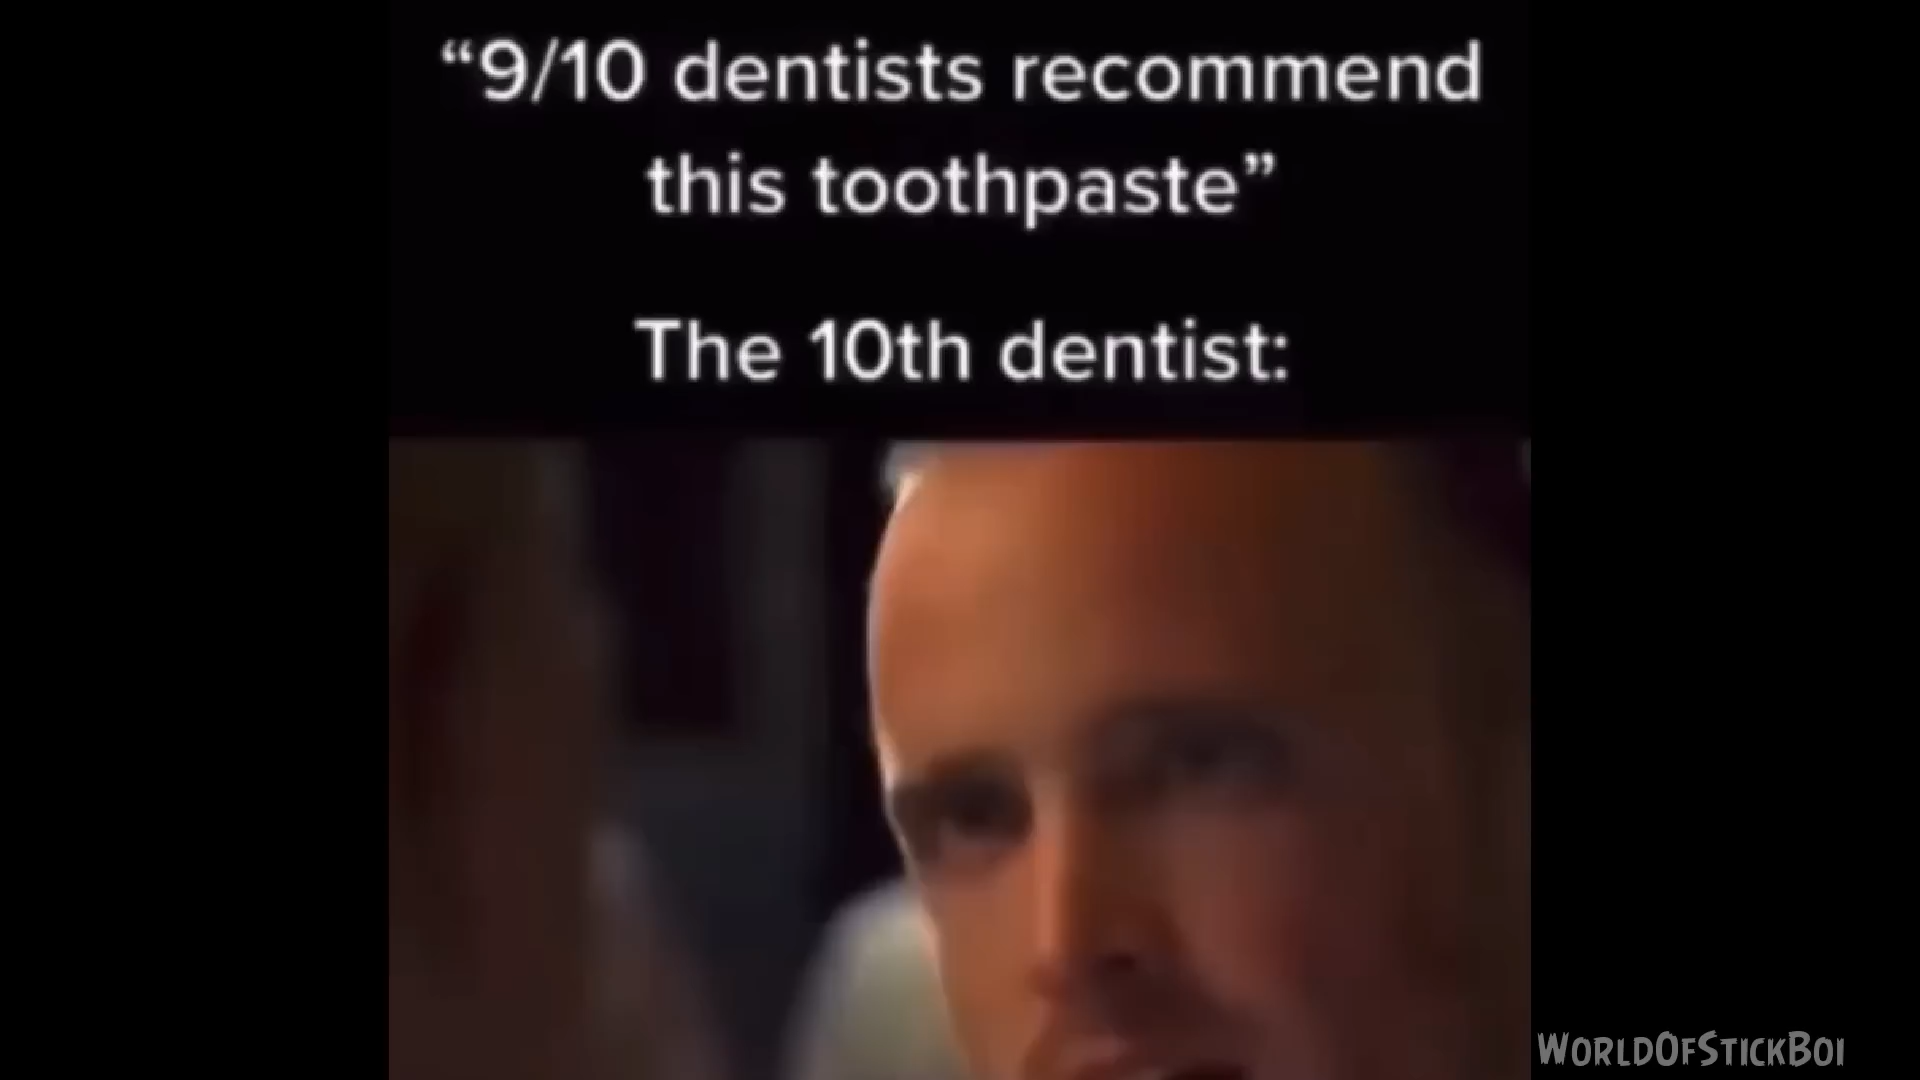 “9/10 dentists recommend
this toothpaste”
The 10th dentist:
WORLDOFSTICKBOI